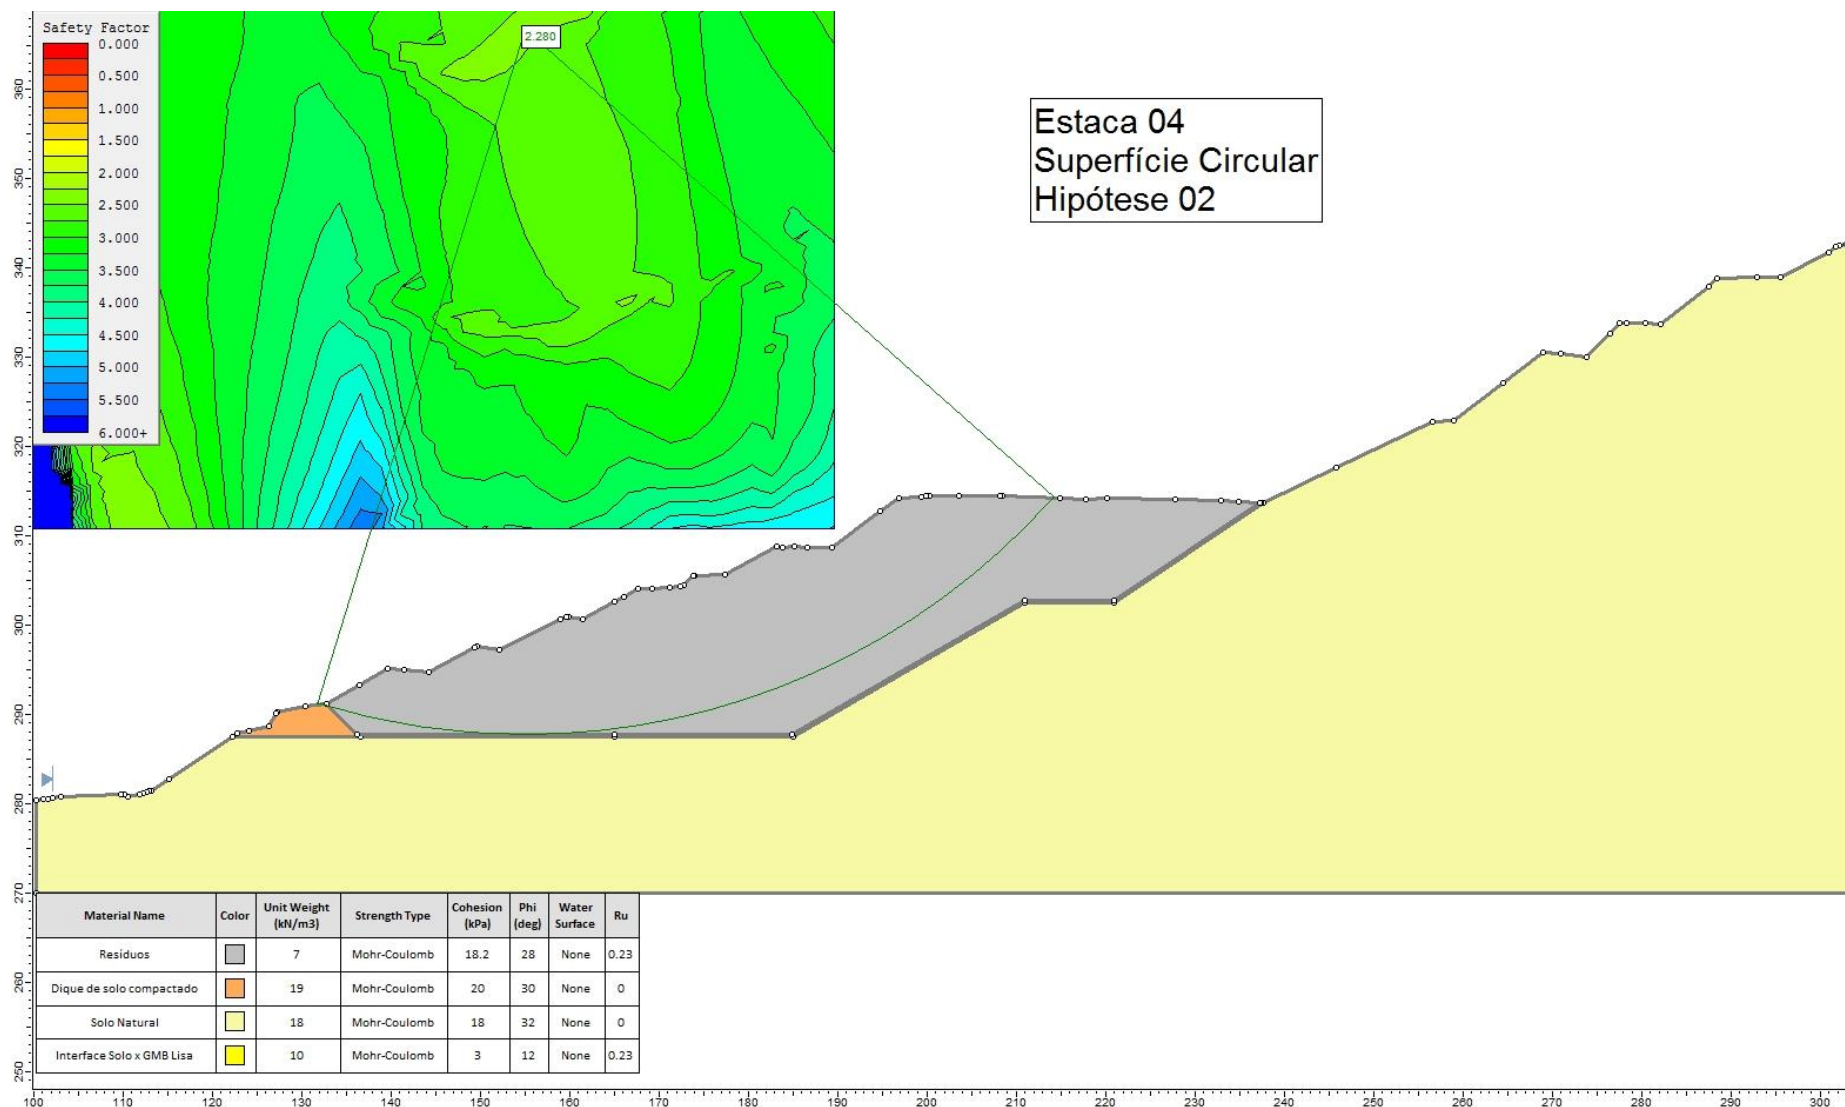 Safety Factor
0.000
0.500
1.000
1.500
2.000
2.500
3.000
3.500
4.000
4.500
5.000
5.500
6.000+
2.280
Estaca 04
Superfície Circular
Hipótese 02
360
350
340
330
320
310
300
290
280
270
260
250
Material Name Color Unit Weight (kN/m3) Strength Type Cohesion (kPa) Phi (deg) Water Surface Ru
Resíduos 7 Mohr-Coulomb 18.2 28 None 0.23
Dique de solo compactado 19 Mohr-Coulomb 20 30 None 0
Solo Natural 18 Mohr-Coulomb 18 32 None 0
Interface Solo x GMB Lisa 10 Mohr-Coulomb 3 12 None 0.23
100 110 120 130 140 150 160 170 180 190 200 210 220 230 240 250 260 270 280 290 300